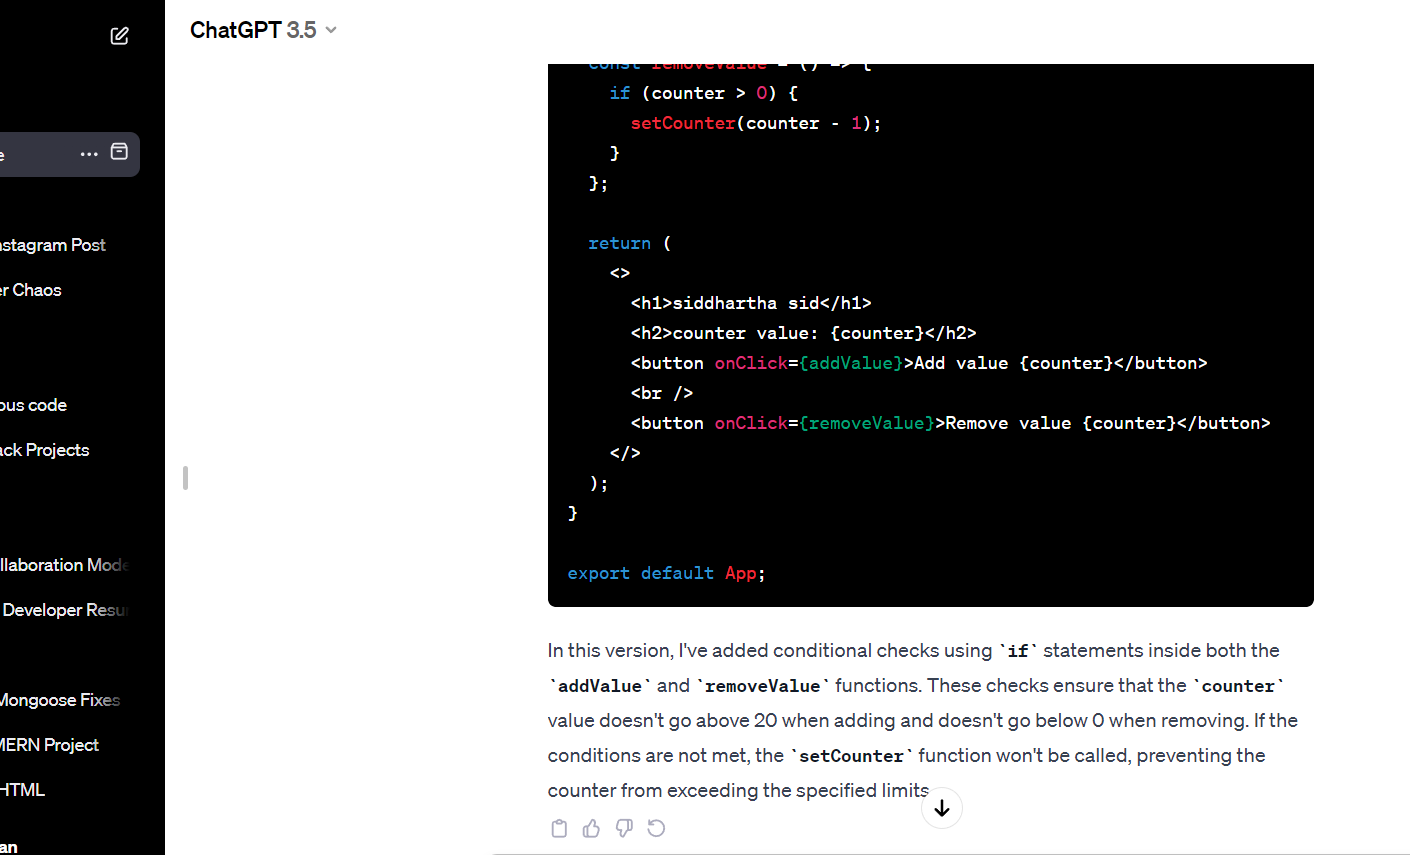 ChatGPT 3.5
e
nstagram Post
er Chaos
ous code
ack Projects
llaboration Mode
Developer Resu
Mongoose Fixes
MERN Project
HTML
an
const removeValue = () => {
if (counter > 0) {
setCounter(counter - 1);
}
};
return (
<>
<h1>siddhartha sid</h1>
<h2>counter value: {counter}</h2>
<button onClick={addValue}>Add value {counter}</button>
<br />
<button onClick={removeValue}>Remove value {counter}</button>
</>
);
}
export default App;
In this version, I've added conditional checks using `if` statements inside both the
`addValue` and `removeValue` functions. These checks ensure that the `counter`
value doesn't go above 20 when adding and doesn't go below 0 when removing. If the
conditions are not met, the `setCounter` function won't be called, preventing the
counter from exceeding the specified limits